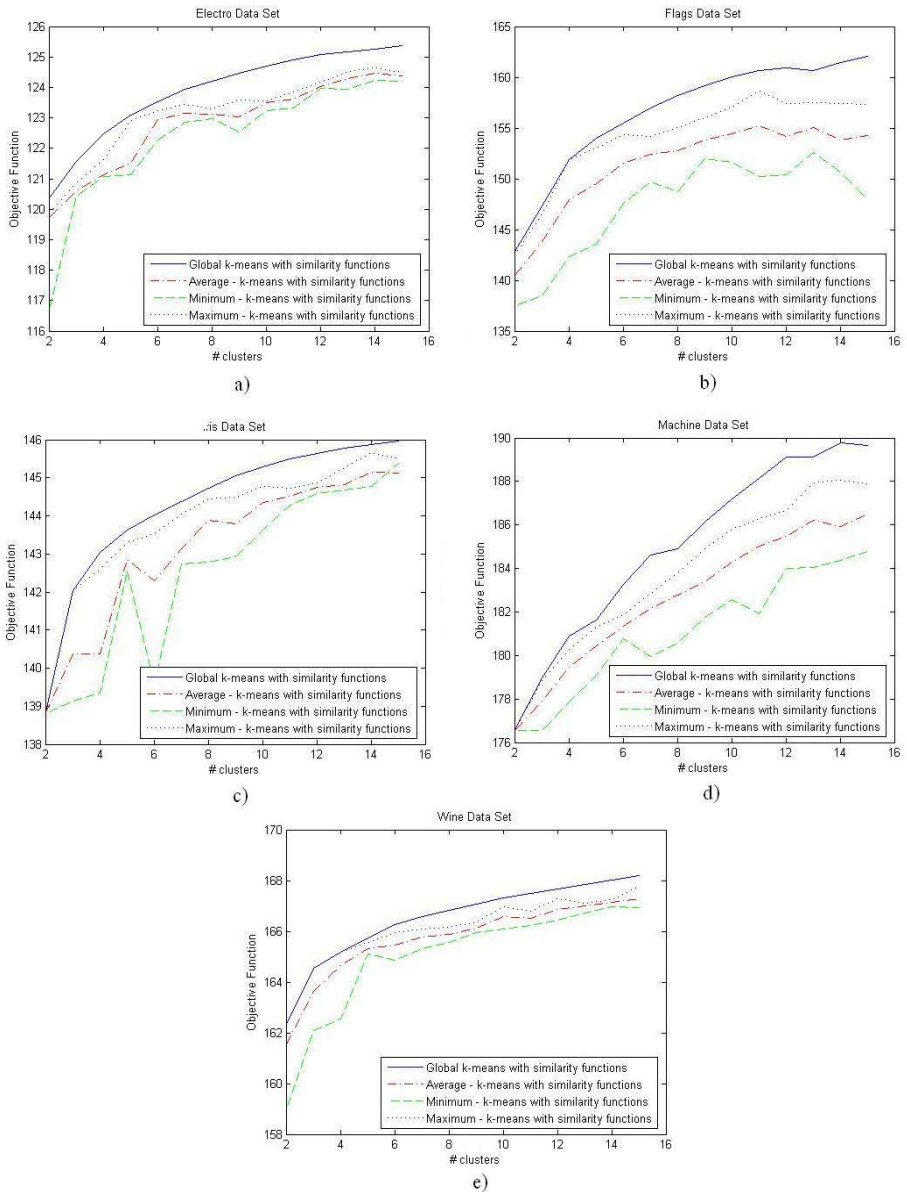 Electro Data Set
126
125
124
123
122
121
120
119
118
117
116
Objective Function
2 4 6 8 10 12 14 16
# clusters
Global k-means with similarity functions
Average - k-means with similarity functions
Minimum - k-means with similarity functions
Maximum - k-means with similarity functions
a)
Flags Data Set
165
160
155
150
140
135
Objective Function
2 4 6 8 10 12 14 16
# clusters
Global k-means with similarity functions
Average - k-means with similarity functions
Minimum - k-means with similarity functions
Maximum - k-means with similarity functions
b)
.:is Data Set
146
145
144
143
142
141
140
139
138
Objective Function
2 4 6 8 10 12 14 16
# clusters
Global k-means with similarity functions
Average - k-means with similarity functions
Minimum - k-means with similarity functions
Maximum - k-means with similarity functions
c)
Machine Data Set
190
188
186
184
182
180
178
176
Objective Function
2 4 6 8 10 12 14 16
# clusters
Global k-means with similarity functions
Average - k-means with similarity functions
Minimum - k-means with similarity functions
Maximum - k-means with similarity functions
d)
Wine Data Set
170
168
166
164
162
160
158
Objective Function
2 4 6 8 10 12 14 16
# clusters
Global k-means with similarity functions
Average - k-means with similarity functions
Minimum - k-means with similarity functions
Maximum - k-means with similarity functions
e)